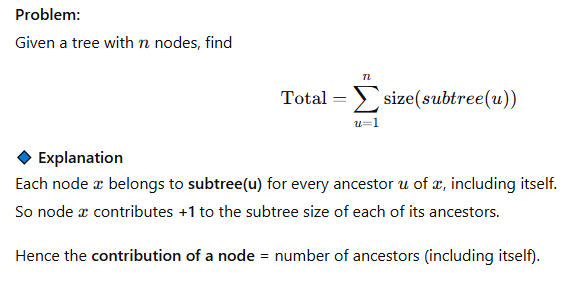 Problem:
Given a tree with n nodes, find
Total = \sum_{u=1}^{n} size(subtree(u))
🔷 Explanation
Each node x belongs to subtree(u) for every ancestor u of x, including itself.
So node x contributes +1 to the subtree size of each of its ancestors.
Hence the contribution of a node = number of ancestors (including itself).